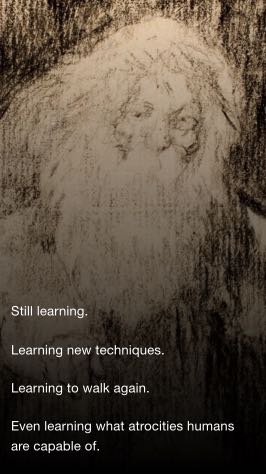 Still learning.
Learning new techniques.
Learning to walk again.
Even learning what atrocities humans
are capable of.